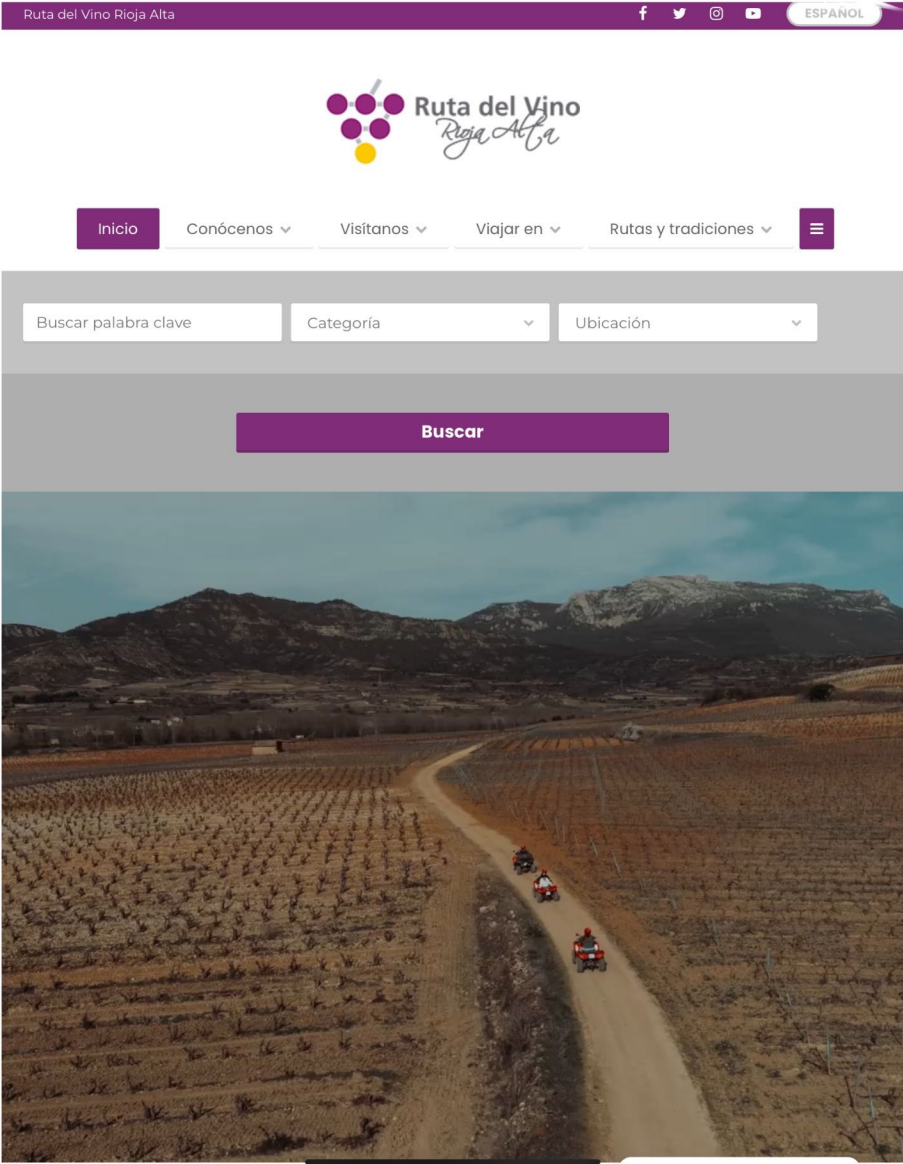 Ruta del Vino Rioja Alta
ESPAÑOL
Ruta del Vino
Rioja Alta
Inicio
Conócenos
Visítanos
Viajar en
Rutas y tradiciones
Buscar palabra clave
Categoría
Ubicación
Buscar